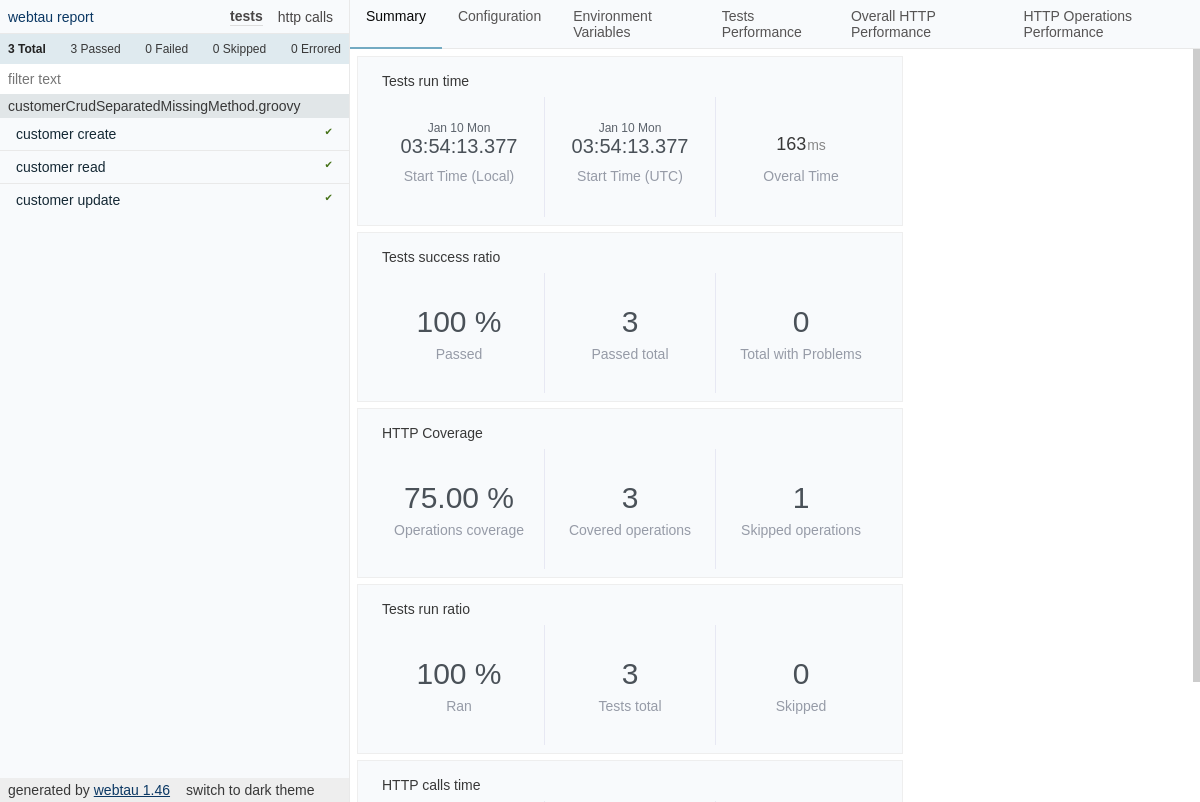 webtau report
tests
http calls
3 Total
3 Passed
0 Failed
0 Skipped
0 Errored
filter text
customerCrudSeparatedMissingMethod.groovy
customer create ✔
customer read ✔
customer update ✔
generated by webtau 1.46
switch to dark theme
Summary
Configuration
Environment
Variables
Tests
Performance
Overall HTTP
Performance
HTTP Operations
Performance
Tests run time
Jan 10 Mon
03:54:13.377
Start Time (Local)
Jan 10 Mon
03:54:13.377
Start Time (UTC)
163ms
Overal Time
Tests success ratio
100 %
Passed
3
Passed total
0
Total with Problems
HTTP Coverage
75.00 %
Operations coverage
3
Covered operations
1
Skipped operations
Tests run ratio
100 %
Ran
3
Tests total
0
Skipped
HTTP calls time